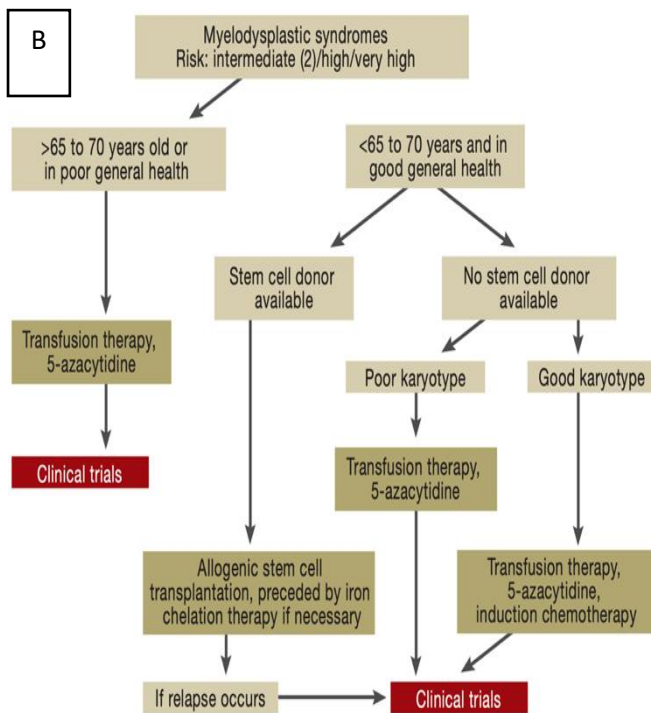 B
Myelodysplastic syndromes
Risk: intermediate (2)/high/very high
>65 to 70 years old or
in poor general health
<65 to 70 years and in
good general health
Stem cell donor
available
No stem cell donor
available
Transfusion therapy,
5-azacytidine
Poor karyotype
Good karyotype
Clinical trials
Transfusion therapy,
5-azacytidine
Allogenic stem cell
transplantation, preceded by iron
chelation therapy if necessary
Transfusion therapy,
5-azacytidine,
induction chemotherapy
If relapse occurs
Clinical trials